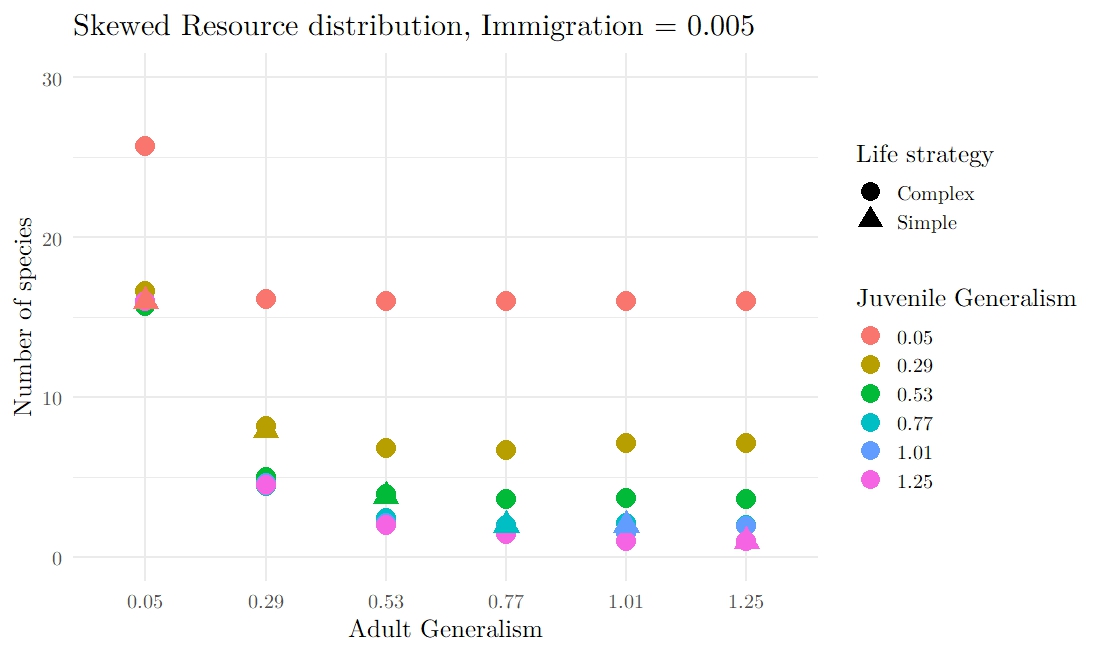 Skewed Resource distribution, Immigration = 0.005
Number of species
30
20
10
0
0.05 0.29 0.53 0.77 1.01 1.25
Adult Generalism
Life strategy
Complex
Simple
Juvenile Generalism
0.05
0.29
0.53
0.77
1.01
1.25